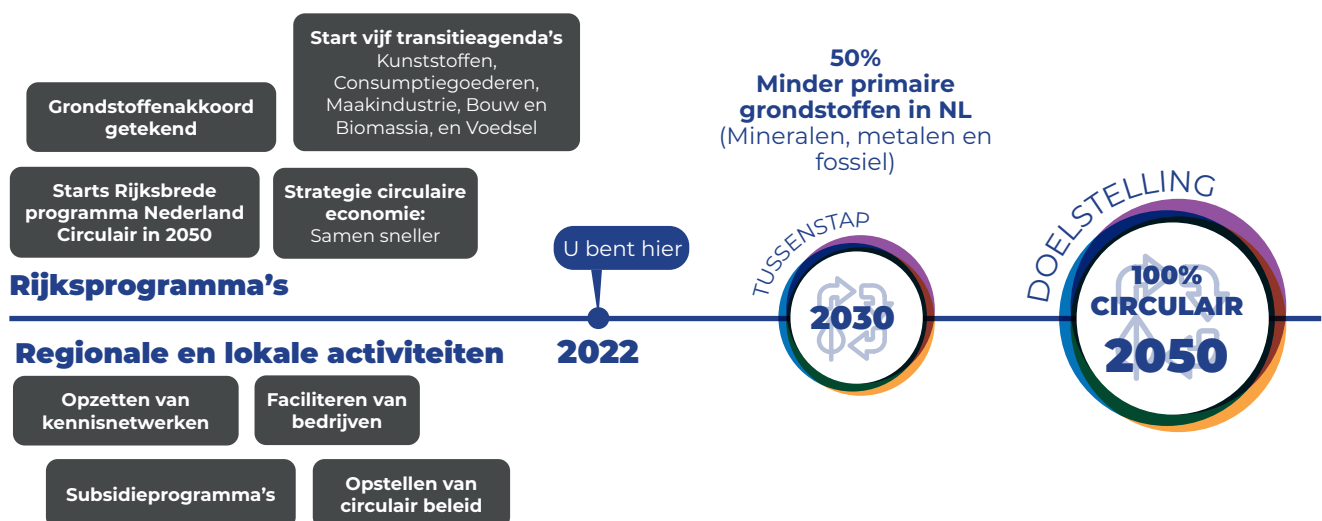 Start vijf transitieagenda's
Kunststoffen,
Consumptiegoederen,
Maakindustrie, Bouw en
Biomassia, en Voedsel
Grondstoffenakkoord
getekend
Starts Rijksbrede
programma Nederland
Circulair in 2050
Strategie circulaire
economie:
Samen sneller
Rijksprogramma's
U bent hier
2022
50%
Minder primaire
grondstoffen in NL
(Mineralen, metalen en
fossiel)
TUSSENSTAP
2030
DOELSTELLING
100%
CIRCULAIR
2050
Regionale en lokale activiteiten
Opzetten van
kennisnetwerken
Faciliteren van
bedrijven
Subsidieprogramma's
Opstellen van
circulair beleid